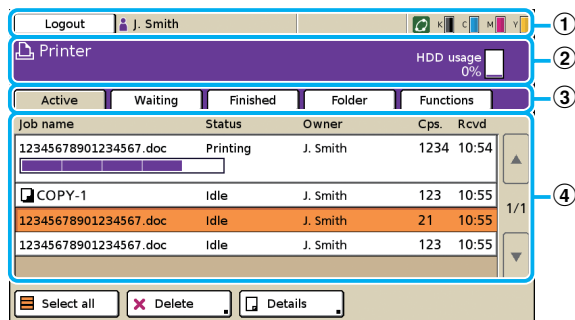 Logout J. Smith K C M Y 1
Printer
HDD usage 2
0%
Active Waiting Finished Folder Functions 3
Job name Status Owner Cps. Rcvd
12345678901234567.doc Printing J. Smith 1234 10:54
COPY-1 Idle J. Smith 123 10:55 4
1/1
12345678901234567.doc Idle J. Smith 21 10:55
12345678901234567.doc Idle J. Smith 123 10:55
Select all Delete Details